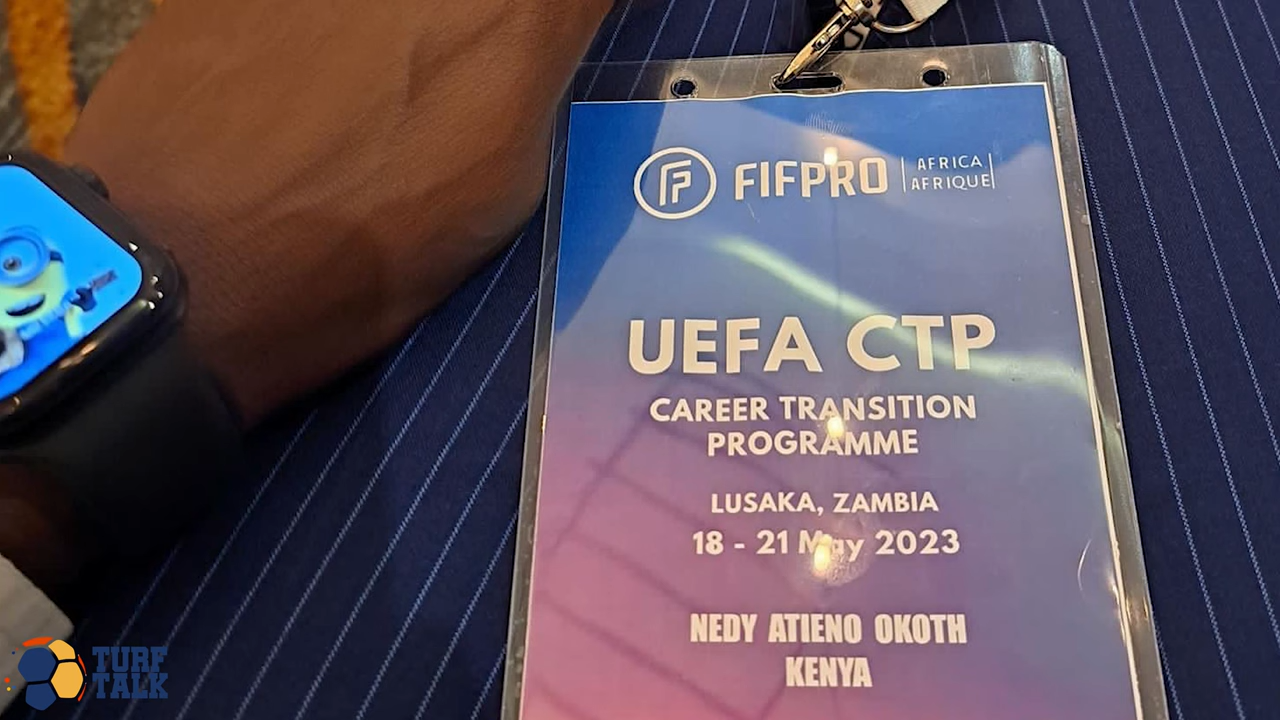 FIFPRO
AFRICA
AFRIQUE
UEFA CTP
CAREER TRANSITION
PROGRAMME
LUSAKA, ZAMBIA
18 - 21 May 2023
NEDY ATIENO OKOTH
KENYA
TURF
TALK